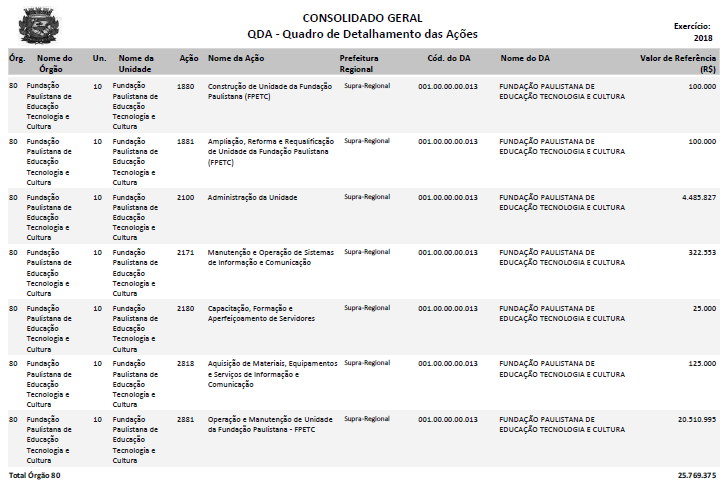 CONSOLIDADO GERAL
QDA - Quadro de Detalhamento das Ações
Exercício:
2018
Órg. Nome do Órgão Un. Nome da Unidade Ação Nome da Ação Prefeitura Regional Cód. do DA Nome do DA Valor de Referência (R$)
80 Fundação 10 Fundação 1880 Construção de Unidade da Fundação Supra-Regional 001.00.00.00.013 FUNDAÇÃO PAULISTANA DE 100.000
Paulistana de Paulistana de Paulistana (FPETC) EDUCAÇÃO TECNOLOGIA E CULTURA
Educação Educação
Tecnologia e Tecnologia e
Cultura Cultura
80 Fundação 10 Fundação 1881 Ampliação, Reforma e Requalificação Supra-Regional 001.00.00.00.013 FUNDAÇÃO PAULISTANA DE 100.000
Paulistana de Paulistana de de Unidade da Fundação Paulistana EDUCAÇÃO TECNOLOGIA E CULTURA
Educação Educação (FPETC)
Tecnologia e Tecnologia e
Cultura Cultura
80 Fundação 10 Fundação 2100 Administração da Unidade Supra-Regional 001.00.00.00.013 FUNDAÇÃO PAULISTANA DE 4.485.827
Paulistana de Paulistana de EDUCAÇÃO TECNOLOGIA E CULTURA
Educação Educação
Tecnologia e Tecnologia e
Cultura Cultura
80 Fundação 10 Fundação 2171 Manutenção e Operação de Sistemas Supra-Regional 001.00.00.00.013 FUNDAÇÃO PAULISTANA DE 322.553
Paulistana de Paulistana de de Informação e Comunicação EDUCAÇÃO TECNOLOGIA E CULTURA
Educação Educação
Tecnologia e Tecnologia e
Cultura Cultura
80 Fundação 10 Fundação 2180 Capacitação, Formação e Supra-Regional 001.00.00.00.013 FUNDAÇÃO PAULISTANA DE 25.000
Paulistana de Paulistana de Aperfeiçoamento de Servidores EDUCAÇÃO TECNOLOGIA E CULTURA
Educação Educação
Tecnologia e Tecnologia e
Cultura Cultura
80 Fundação 10 Fundação 2818 Aquisição de Materiais, Equipamentos Supra-Regional 001.00.00.00.013 FUNDAÇÃO PAULISTANA DE 125.000
Paulistana de Paulistana de e Serviços de Informação e EDUCAÇÃO TECNOLOGIA E CULTURA
Educação Educação Comunicação
Tecnologia e Tecnologia e
Cultura Cultura
80 Fundação 10 Fundação 2881 Operação e Manutenção de Unidade Supra-Regional 001.00.00.00.013 FUNDAÇÃO PAULISTANA DE 20.510.995
Paulistana de Paulistana de da Fundação Paulistana - FPETC EDUCAÇÃO TECNOLOGIA E CULTURA
Educação Educação
Tecnologia e Tecnologia e
Cultura Cultura
Total Órgão 80 25.769.375